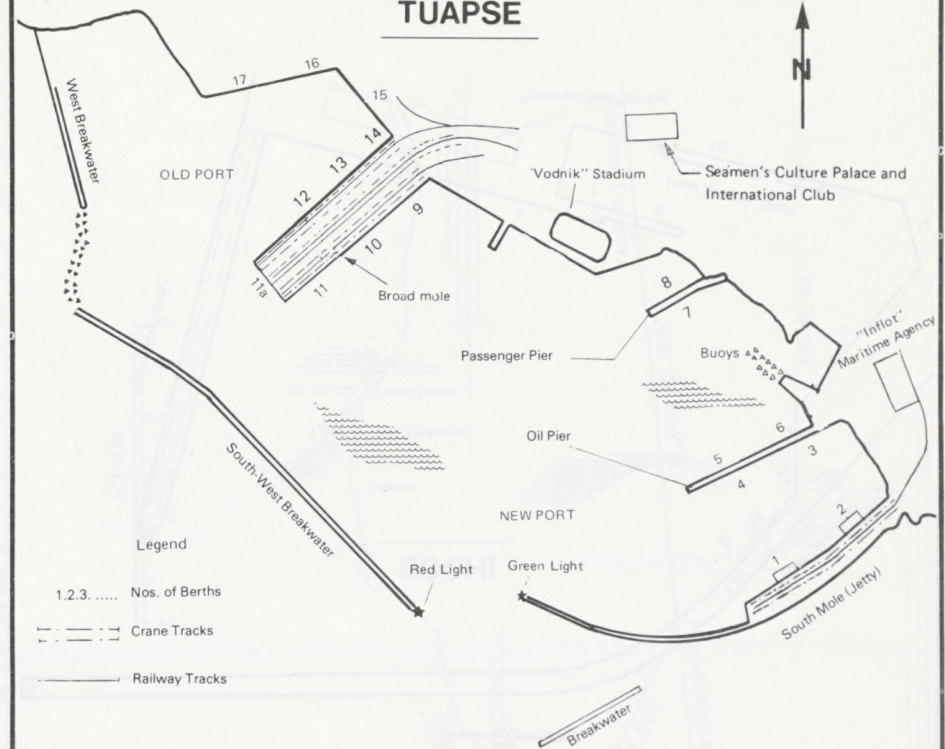 TUAPSE
N
16
17
15
West Breakwater
14
OLD PORT
13
12
"Vodnik" Stadium
Seamen's Culture Palace and
International Club
9
10
11
11a
Broad mole
8
7
Passenger Pier
Buoys
"Inflot"
Maritime Agency
Oil Pier
6
5
4
3
South-West Breakwater
NEW PORT
2
1
South Mole (Jetty)
Red Light
Green Light
Breakwater
Legend
1.2.3. ..... Nos. of Berths
Crane Tracks
Railway Tracks